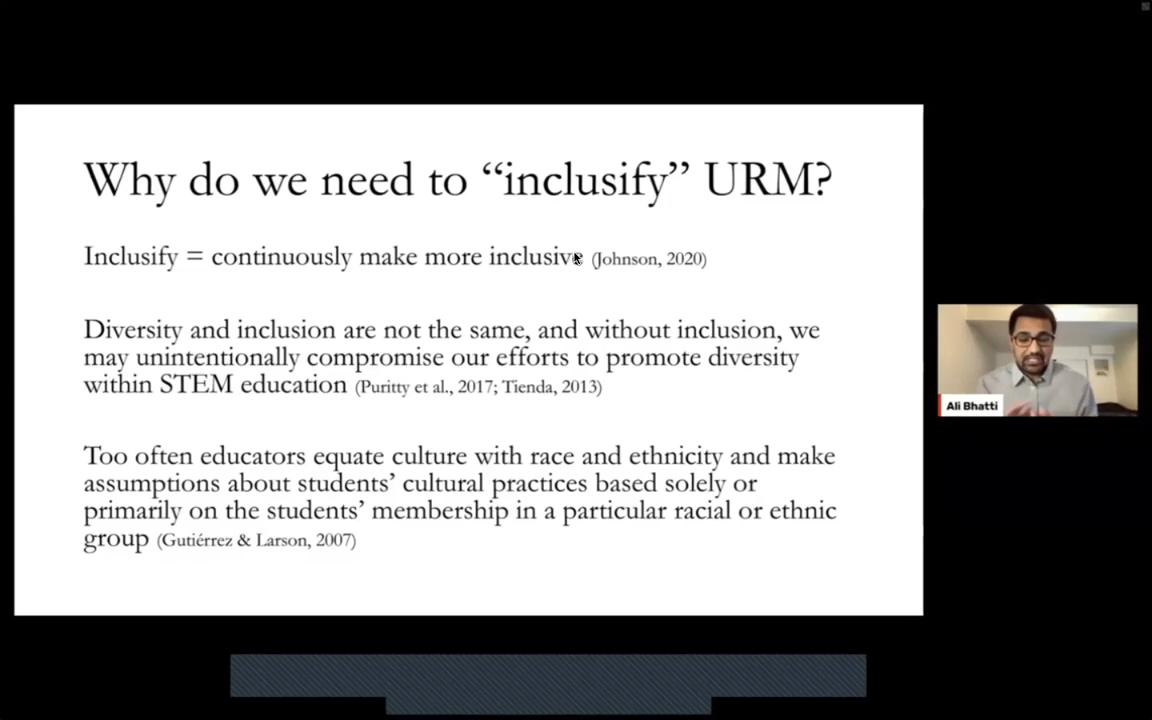 Why do we need to “inclusify” URM?
Inclusify = continuously make more inclusive (Johnson, 2020)
Diversity and inclusion are not the same, and without inclusion, we
may unintentionally compromise our efforts to promote diversity
within STEM education (Puritty et al., 2017; Tienda, 2013)
Too often educators equate culture with race and ethnicity and make
assumptions about students’ cultural practices based solely or
primarily on the students’ membership in a particular racial or ethnic
group (Gutiérrez & Larson, 2007)
Ali Bhatti